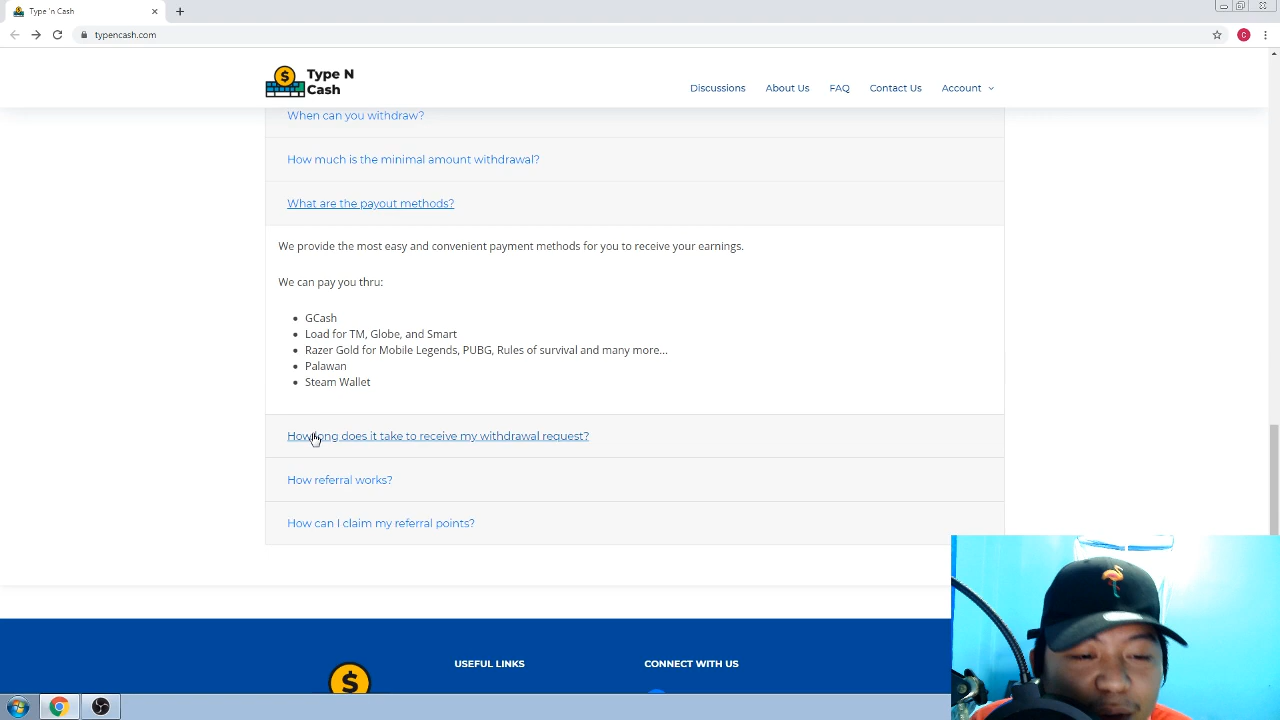 Type 'n Cash
typencash.com
C
Type N
Cash
Discussions
About Us
FAQ
Contact Us
Account
When can you withdraw?
How much is the minimal amount withdrawal?
What are the payout methods?
We provide the most easy and convenient payment methods for you to receive your earnings.
We can pay you thru:
GCash
Load for TM, Globe, and Smart
Razer Gold for Mobile Legends, PUBG, Rules of survival and many more...
Palawan
Steam Wallet
How long does it take to receive my withdrawal request?
How referral works?
How can I claim my referral points?
USEFUL LINKS
CONNECT WITH US